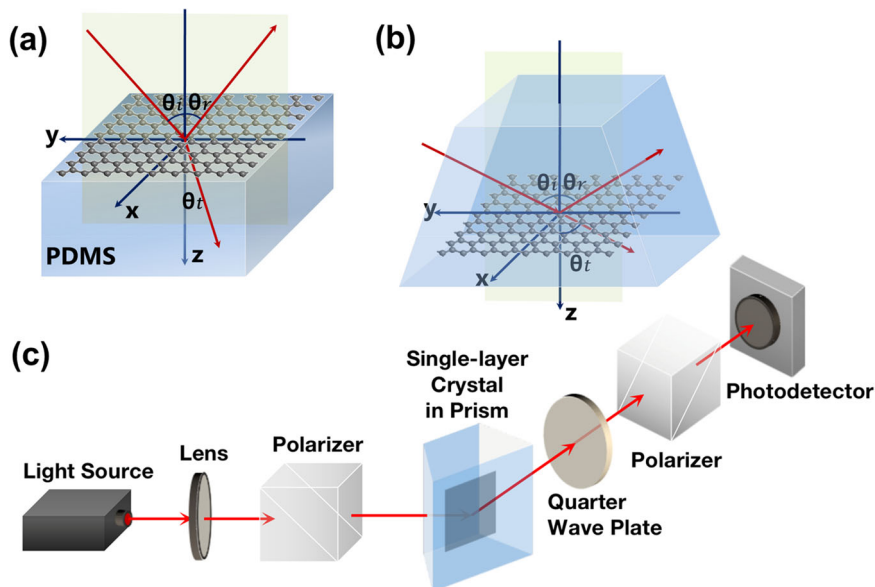 (a)
θi θr
y
x
θt
PDMS
z
(b)
θi θr
y
x
θt
z
(c)
Single-layer
Crystal
in Prism
Photodetector
Polarizer
Lens
Polarizer
Light Source
Quarter
Wave Plate